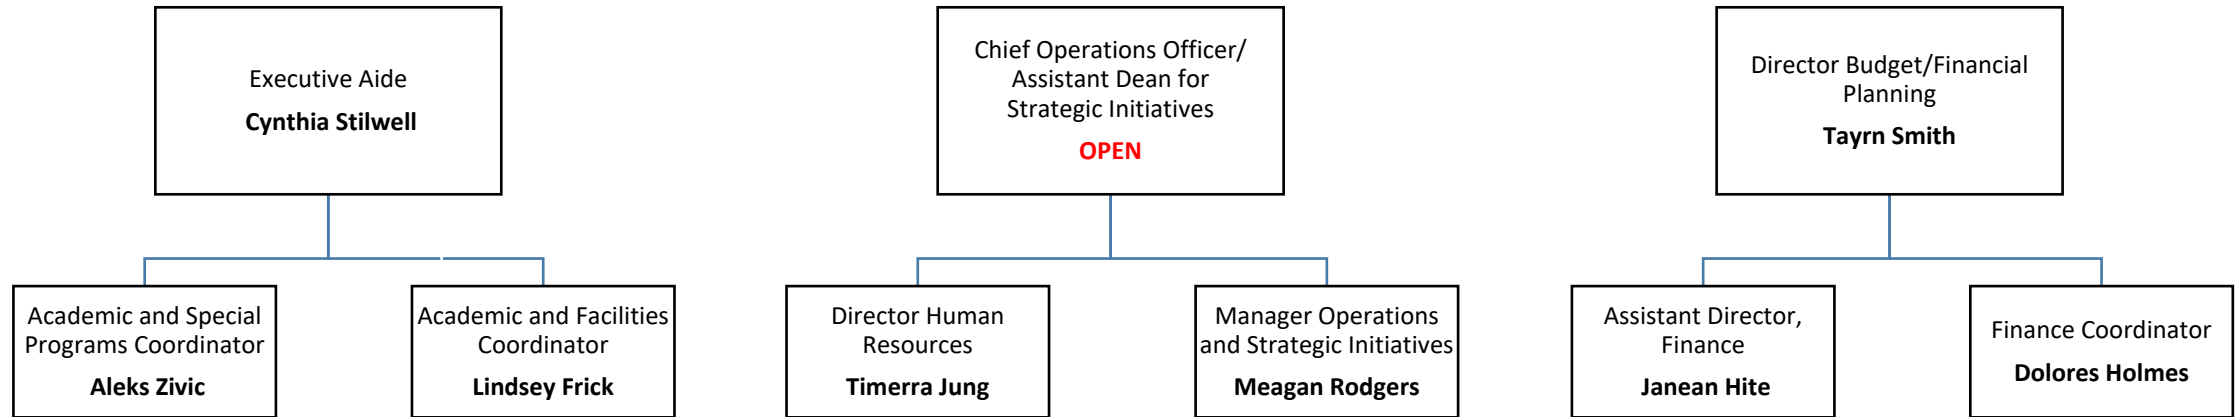 Executive Aide
Cynthia Stilwell
Chief Operations Officer/
Assistant Dean for
Strategic Initiatives
OPEN
Director Budget/Financial
Planning
Tayrn Smith
Academic and Special
Programs Coordinator
Aleks Zivic
Academic and Facilities
Coordinator
Lindsey Frick
Director Human
Resources
Timerra Jung
Manager Operations
and Strategic Initiatives
Meagan Rodgers
Assistant Director,
Finance
Janean Hite
Finance Coordinator
Dolores Holmes